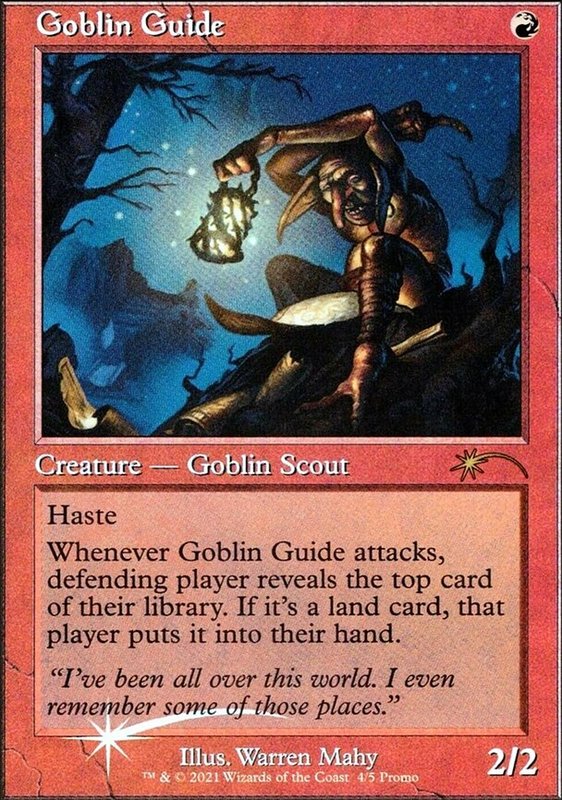 Goblin Guide
Creature — Goblin Scout
Haste
Whenever Goblin Guide attacks,
defending player reveals the top card
of their library. If it's a land card, that
player puts it into their hand.
“I've been all over this world. I even
remember some of those places.”
Illus. Warren Mahy
™ & © 2021 Wizards of the Coast 4/5 Promo
2/2